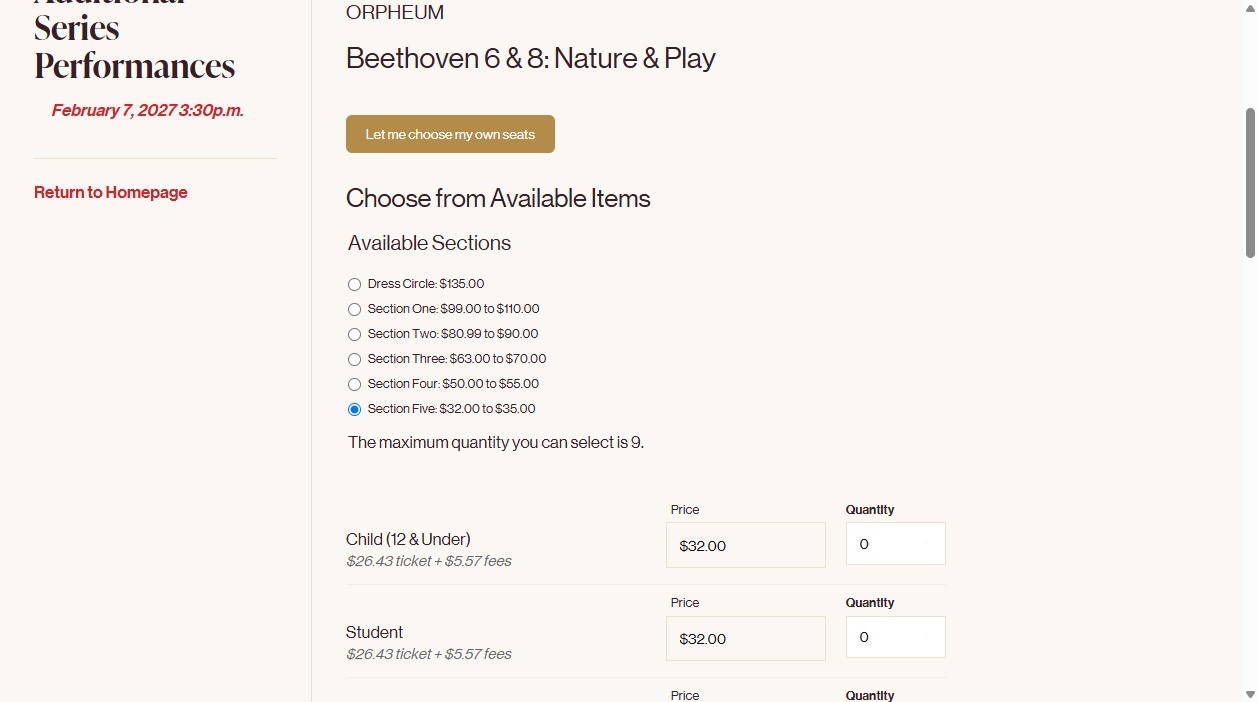 Additional
Series
Performances
February 7, 2027 3:30p.m.
Return to Homepage
ORPHEUM
Beethoven 6 & 8: Nature & Play
Let me choose my own seats
Choose from Available Items
Available Sections
Dress Circle: $135.00
Section One: $99.00 to $110.00
Section Two: $80.99 to $90.00
Section Three: $63.00 to $70.00
Section Four: $50.00 to $55.00
Section Five: $32.00 to $35.00
The maximum quantity you can select is 9.
Price
Quantity
Child (12 & Under)
$26.43 ticket + $5.57 fees
$32.00
0
Price
Quantity
Student
$26.43 ticket + $5.57 fees
$32.00
0
Price
Quantity